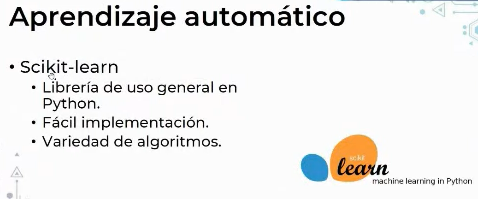 Aprendizaje automático
• Scikit-learn
• Librería de uso general en
Python.
• Fácil implementación.
• Variedad de algoritmos.
scikit
learn
machine learning in Python